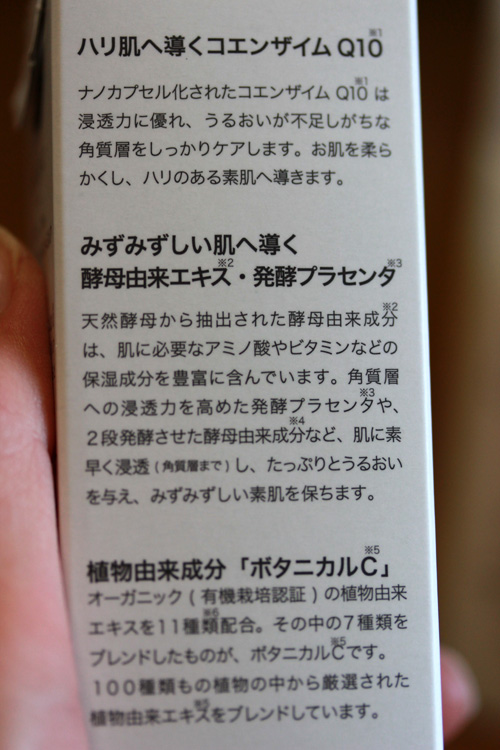 ハリ肌へ導くコエンザイムQ10※1
ナノカプセル化されたコエンザイムQ10※1は
浸透力に優れ、うるおいが不足しがちな
角質層をしっかりケアします。お肌を柔ら
かくし、ハリのある素肌へ導きます。
みずみずしい肌へ導く
酵母由来エキス※2・発酵プラセンタ※3
天然酵母から抽出された酵母由来成分※2
は、肌に必要なアミノ酸やビタミンなどの
保湿成分を豊富に含んでいます。角質層
への浸透力を高めた発酵プラセンタ※3や、
2段発酵させた酵母由来成分※4など、肌に素
早く浸透(角質層まで)し、たっぷりとうるおい
を与え、みずみずしい素肌を保ちます。
植物由来成分「ボタニカルC※5」
オーガニック(有機栽培認証)の植物由来
エキスを11種類※6配合。その中の7種類を
ブレンドしたものが、ボタニカルC※5です。
100種類もの植物の中から厳選された
植物由来エキス※5をブレンドしています。